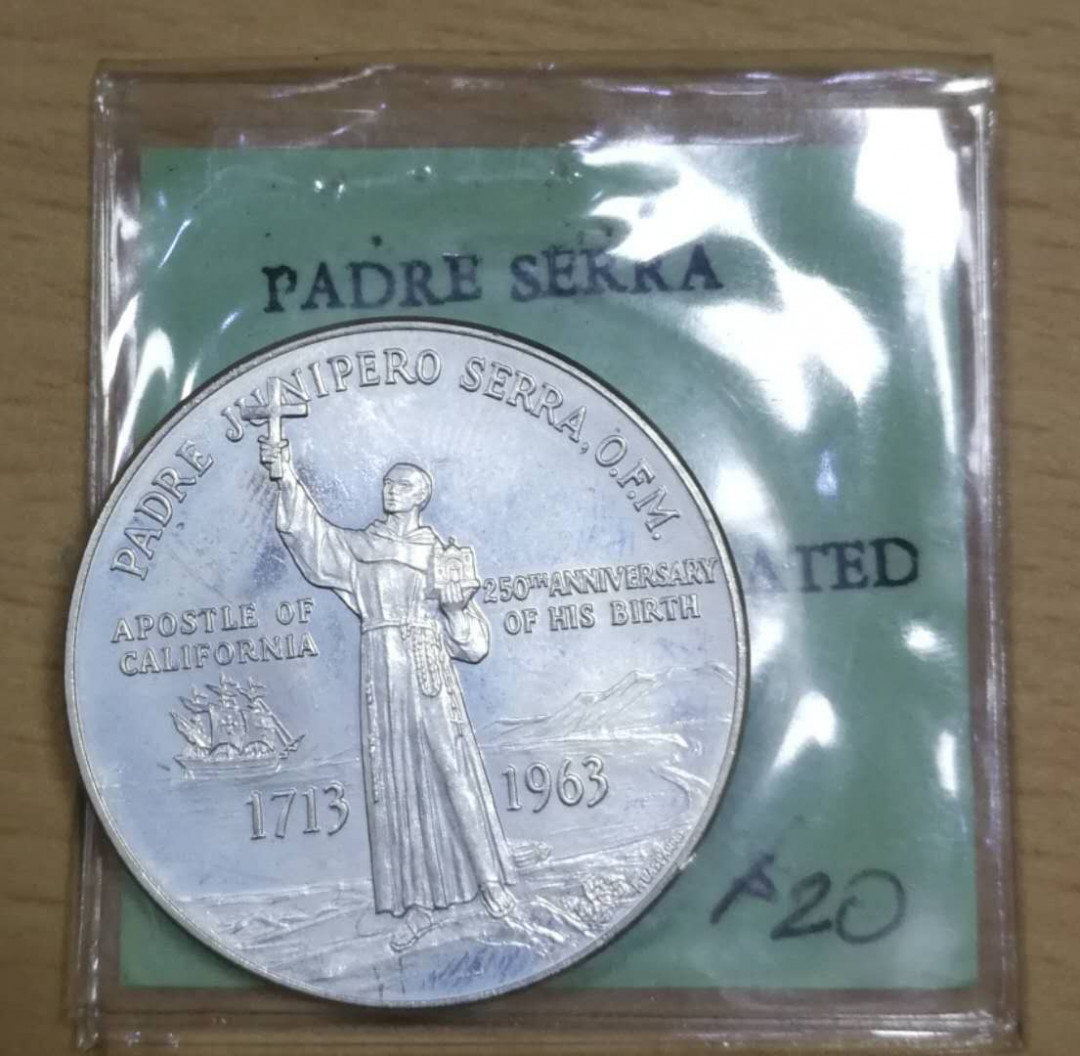 PADRE SERRA
PADRE JUNIPERO SERRA, O.F.M.
APOSTLE OF
CALIFORNIA
250TH ANNIVERSARY
OF HIS BIRTH
1713
1963
ATED
20